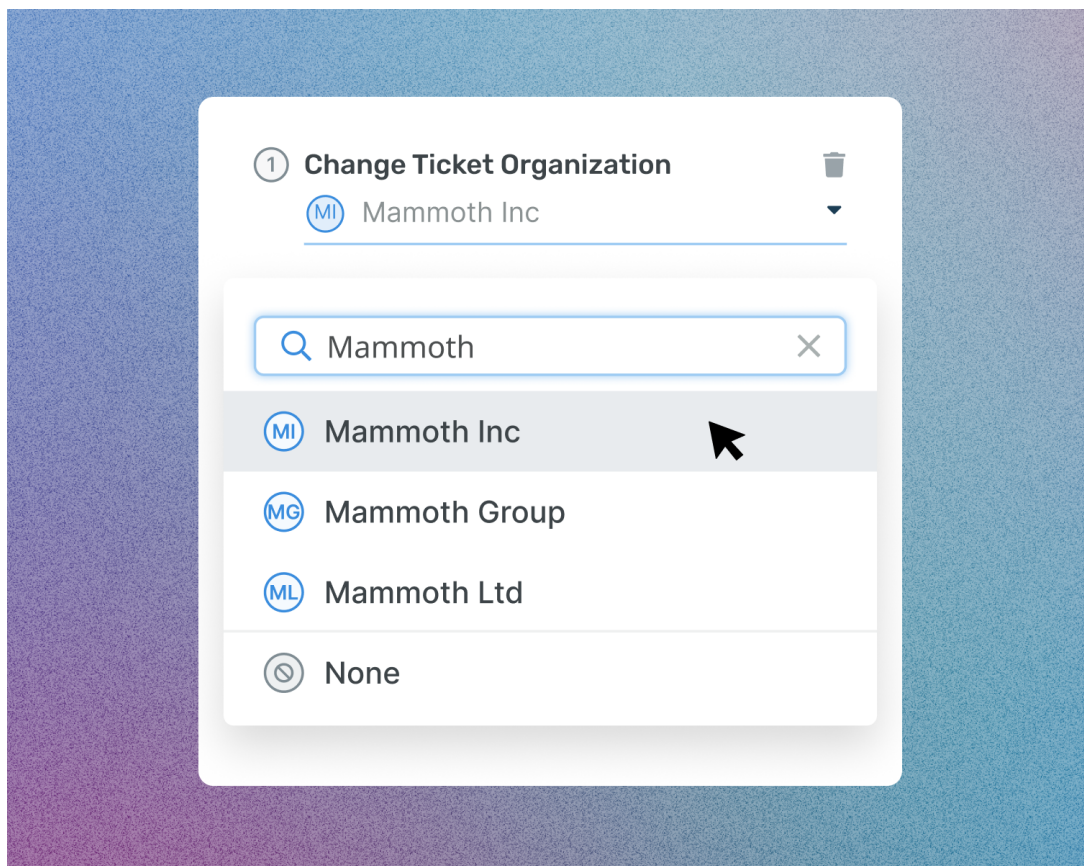 1 Change Ticket Organization
MI Mammoth Inc
Mammoth
MI Mammoth Inc
MG Mammoth Group
ML Mammoth Ltd
None